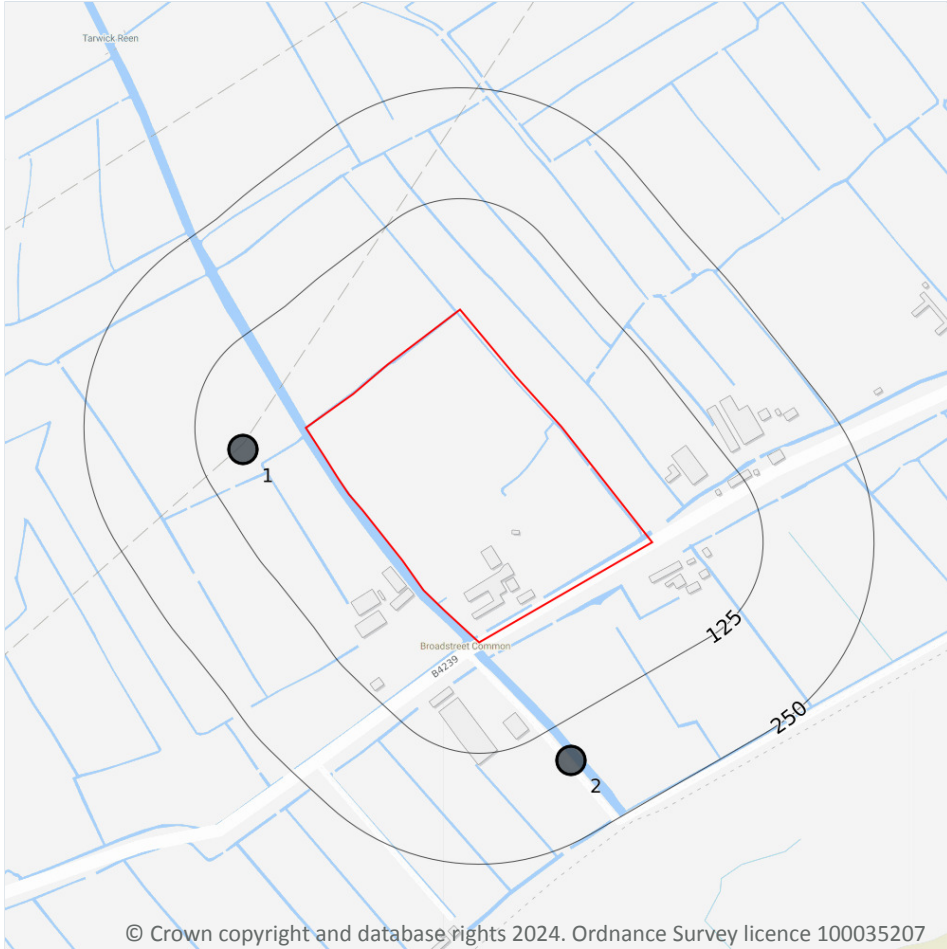 Tarwick Reen
1
Broadstreet Common
B4239
125
250
2
© Crown copyright and database rights 2024. Ordnance Survey licence 100035207